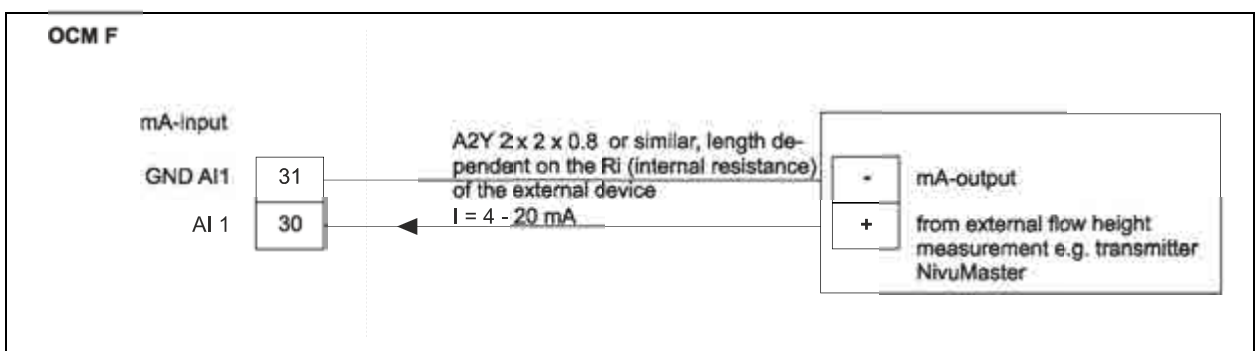 OCM F
mA-input
GND AI1
31
AI 1
30
A2Y 2 x 2 x 0.8 or similar, length de-
pendent on the Ri (internal resistance)
of the external device
I = 4 - 20 mA
-
mA-output
+
from external flow height
measurement e.g. transmitter
NivuMaster